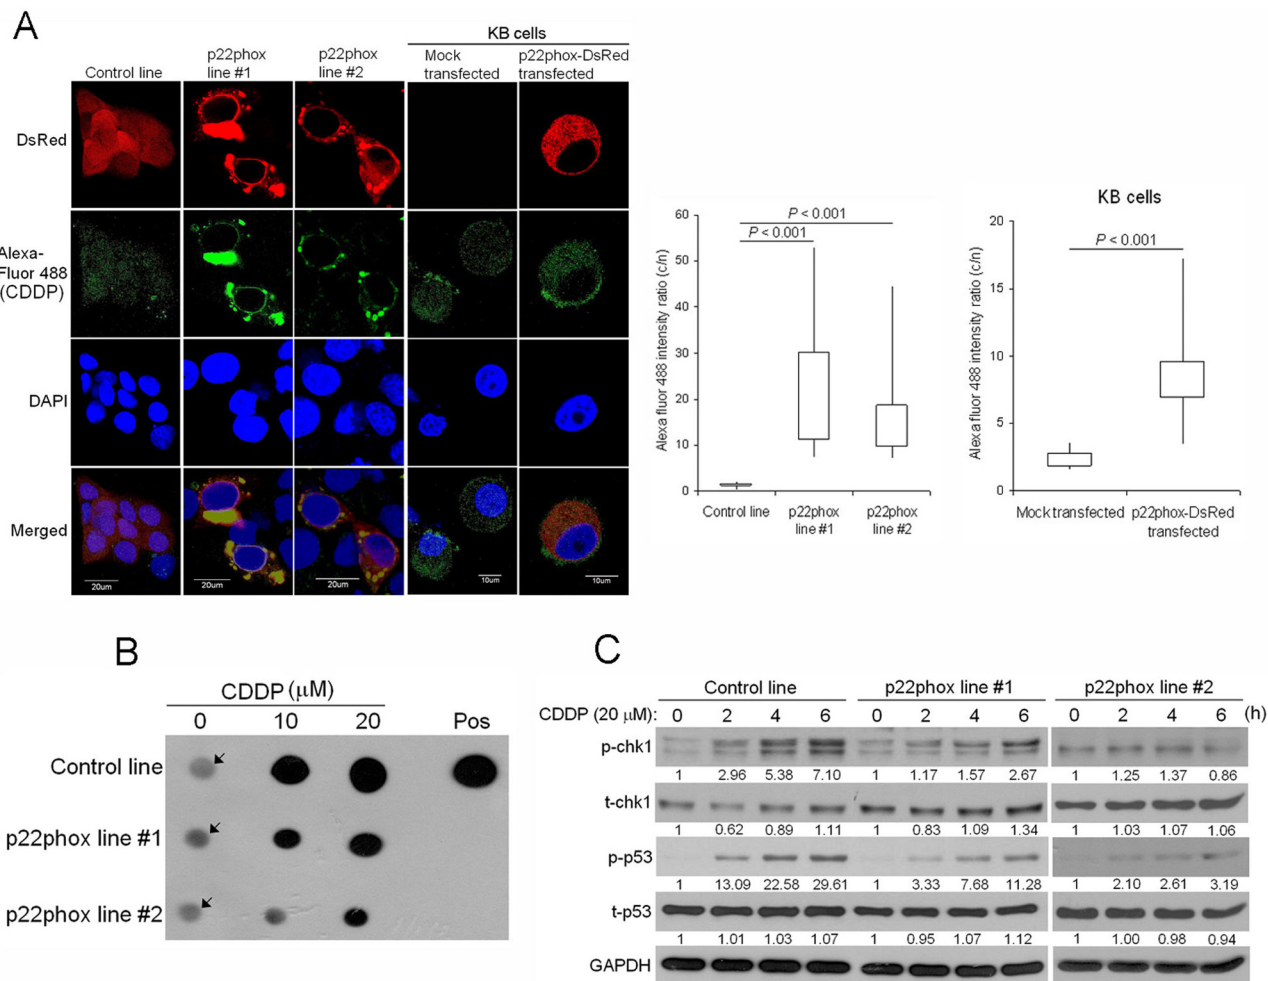 A
KB cells
Control line
p22phox
line #1
p22phox
line #2
Mock
transfected
p22phox-DsRed
transfected
DsRed
Alexa-
Fluor 488
(CDDP)
DAPI
Merged
20um
20um
20um
10um
10um
Alexa fluor 488 intensity ratio (c/n)
60
50
40
30
20
10
0
P < 0.001
P < 0.001
Control line
p22phox
line #1
p22phox
line #2
KB cells
Alexa fluor 488 intensity ratio (c/n)
20
15
10
5
0
P < 0.001
Mock transfected
p22phox-DsRed
transfected
B
CDDP (μM)
0 10 20 Pos
Control line
p22phox line #1
p22phox line #2
C
Control line p22phox line #1 p22phox line #2
CDDP (20 μM): 0 2 4 6 0 2 4 6 0 2 4 6 (h)
p-chk1
1 2.96 5.38 7.10 1 1.17 1.57 2.67 1 1.25 1.37 0.86
t-chk1
1 0.62 0.89 1.11 1 0.83 1.09 1.34 1 1.03 1.07 1.06
p-p53
1 13.09 22.58 29.61 1 3.33 7.68 11.28 1 2.10 2.61 3.19
t-p53
1 1.01 1.03 1.07 1 0.95 1.07 1.12 1 1.00 0.98 0.94
GAPDH